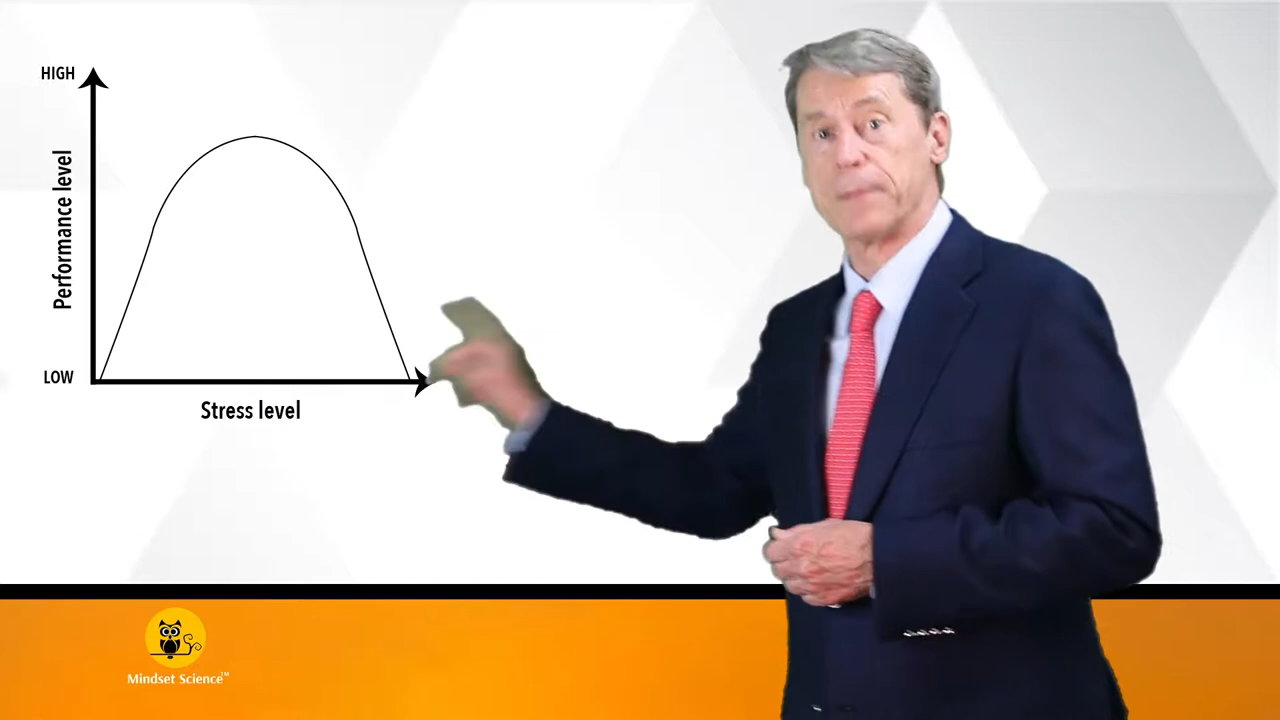 HIGH
Performance level
LOW
Stress level
Mindset Science™